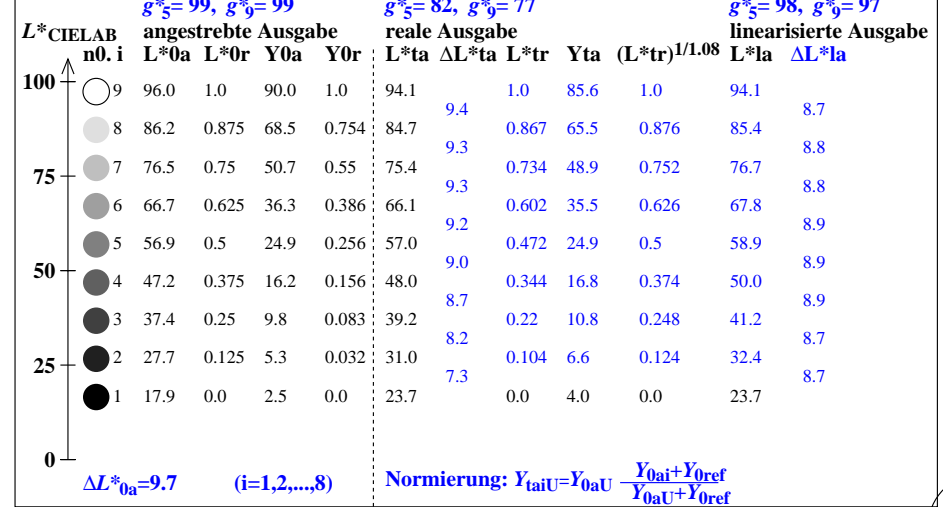 g*5= 99, g*9= 99 g*5= 82, g*9= 77 g*5= 98, g*9= 97
L*CIELAB angestrebte Ausgabe reale Ausgabe linearisierte Ausgabe
n0. i L*0a L*0r Y0a Y0r L*ta ΔL*ta L*tr Yta (L*tr)1/1.08 L*la ΔL*la
100 9 96.0 1.0 90.0 1.0 94.1 1.0 85.6 1.0 94.1
9.4 8.7
8 86.2 0.875 68.5 0.754 84.7 0.867 65.5 0.876 85.4
9.3 8.8
7 76.5 0.75 50.7 0.55 75.4 0.734 48.9 0.752 76.7
75 9.3 8.8
6 66.7 0.625 36.3 0.386 66.1 0.602 35.5 0.626 67.8
9.2 8.9
5 56.9 0.5 24.9 0.256 57.0 0.472 24.9 0.5 58.9
50 9.0 8.9
4 47.2 0.375 16.2 0.156 48.0 0.344 16.8 0.374 50.0
8.7 8.9
3 37.4 0.25 9.8 0.083 39.2 0.22 10.8 0.248 41.2
8.2 8.7
25 2 27.7 0.125 5.3 0.032 31.0 0.104 6.6 0.124 32.4
7.3 8.7
1 17.9 0.0 2.5 0.0 23.7 0.0 4.0 0.0 23.7
0
ΔL*0a=9.7 (i=1,2,...,8) Normierung: YtaiU=Y0aU Y0ai+Y0ref
Y0aU+Y0ref